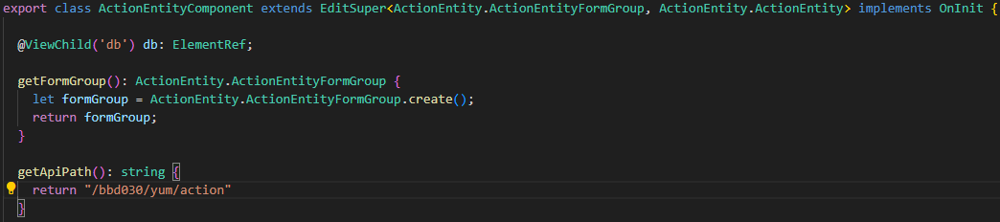 export class ActionEntityComponent extends EditSuper<ActionEntity.ActionEntityFormGroup, ActionEntity.ActionEntity> implements OnInit {
@ViewChild('db') db: ElementRef;
getFormGroup(): ActionEntity.ActionEntityFormGroup {
let formGroup = ActionEntity.ActionEntityFormGroup.create();
return formGroup;
}
getApiPath(): string {
return "/bbd030/yum/action"
}